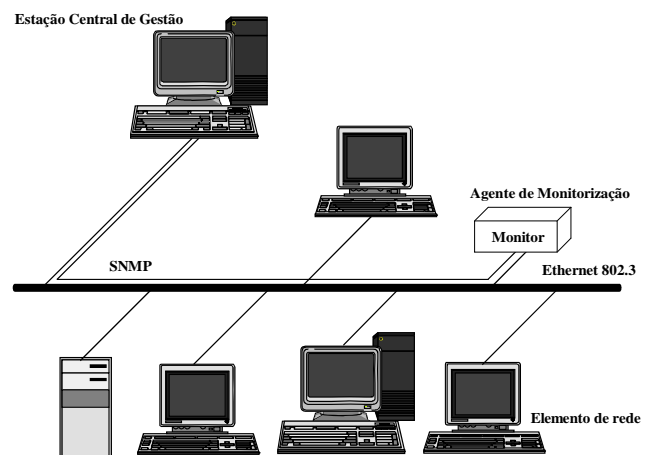 Estação Central de Gestão
Agente de Monitorização
Monitor
SNMP
Ethernet 802.3
Elemento de rede